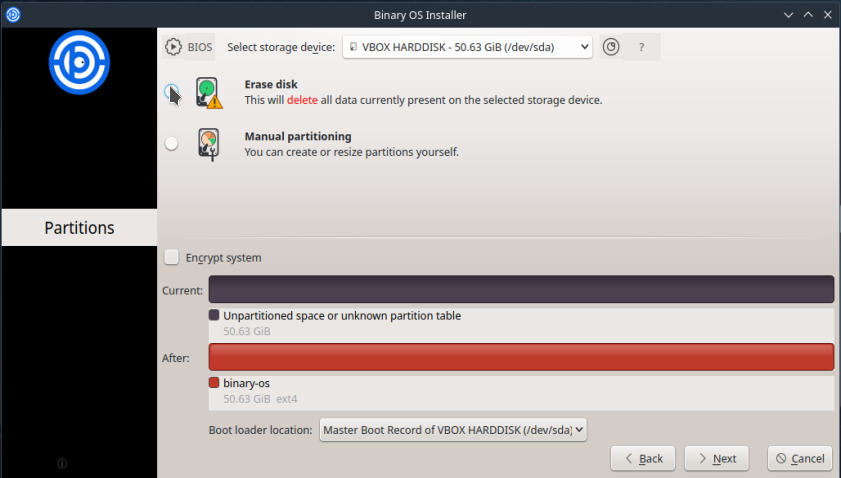 Binary OS Installer
BIOS Select storage device: VBOX HARDDISK - 50.63 GiB (/dev/sda) ?
Erase disk
This will delete all data currently present on the selected storage device.
Manual partitioning
You can create or resize partitions yourself.
Partitions
Encrypt system
Current:
Unpartitioned space or unknown partition table
50.63 GiB
After:
binary-os
50.63 GiB ext4
Boot loader location: Master Boot Record of VBOX HARDDISK (/dev/sda)
Back Next Cancel